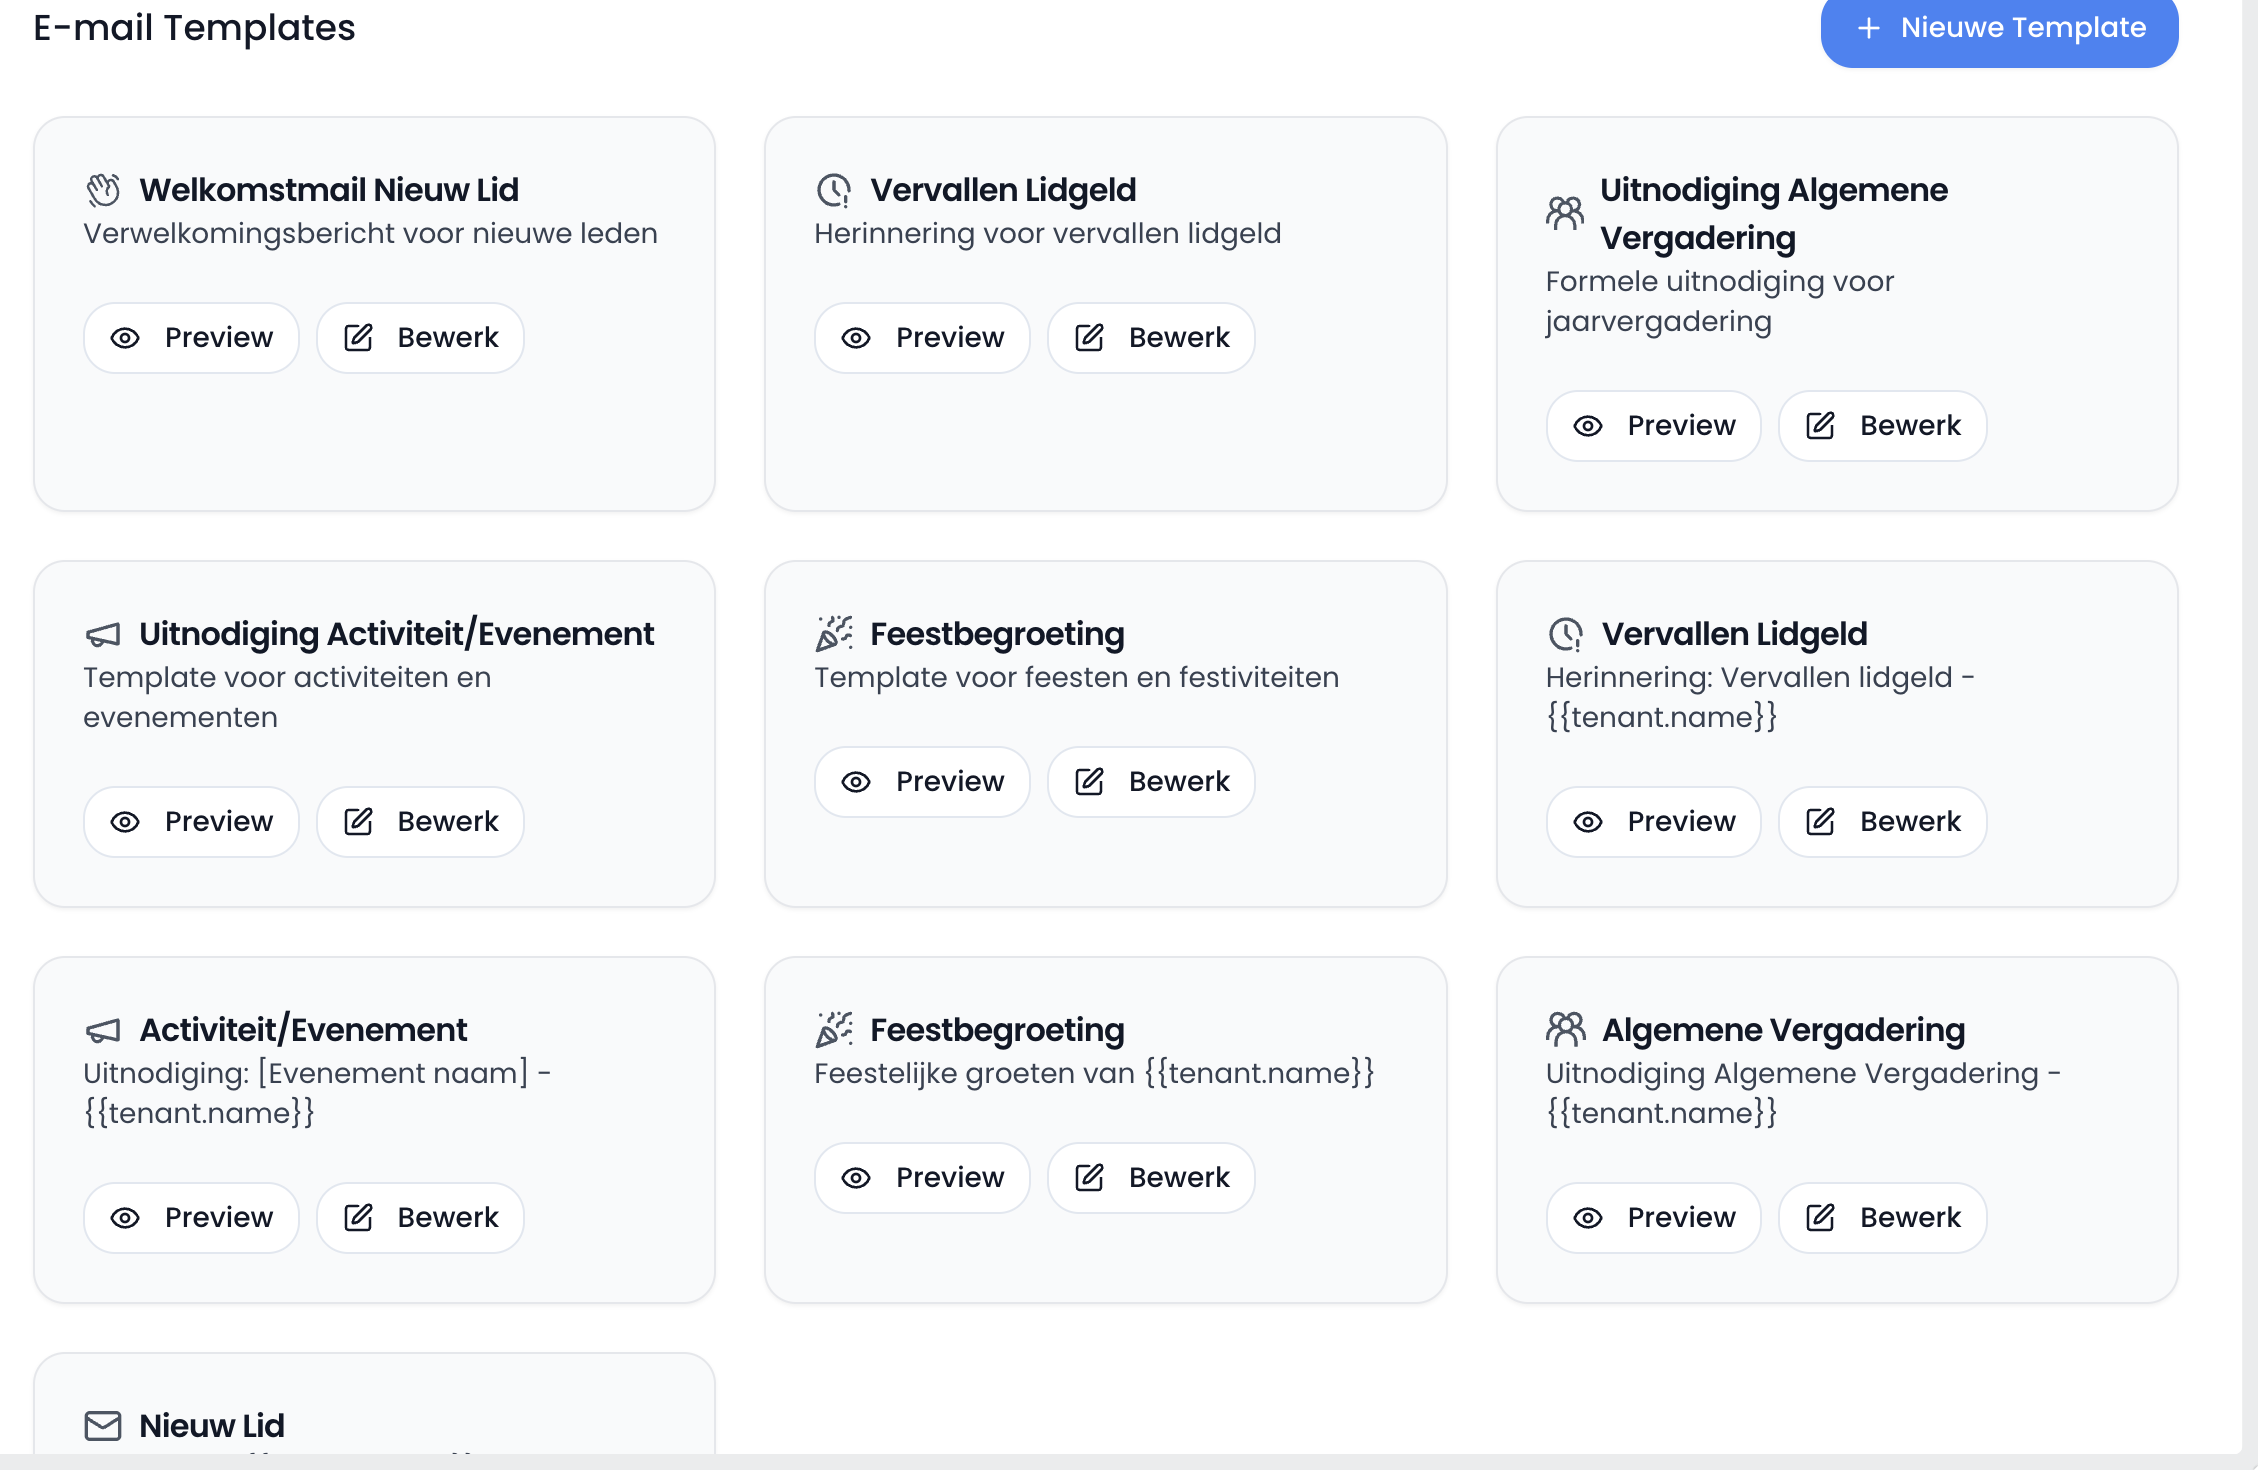 E-mail Templates
+ Nieuwe Template
Welkomstmail Nieuw Lid
Verwelkomingsbericht voor nieuwe leden
Preview
Bewerk
Vervallen Lidgeld
Herinnering voor vervallen lidgeld
Preview
Bewerk
Uitnodiging Algemene
Vergadering
Formele uitnodiging voor
jaarvergadering
Preview
Bewerk
Uitnodiging Activiteit/Evenement
Template voor activiteiten en
evenementen
Preview
Bewerk
Feestbegroeting
Template voor feesten en festiviteiten
Preview
Bewerk
Vervallen Lidgeld
Herinnering: Vervallen lidgeld -
{{tenant.name}}
Preview
Bewerk
Activiteit/Evenement
Uitnodiging: [Evenement naam] -
{{tenant.name}}
Preview
Bewerk
Feestbegroeting
Feestelijke groeten van {{tenant.name}}
Preview
Bewerk
Algemene Vergadering
Uitnodiging Algemene Vergadering -
{{tenant.name}}
Preview
Bewerk
Nieuw Lid